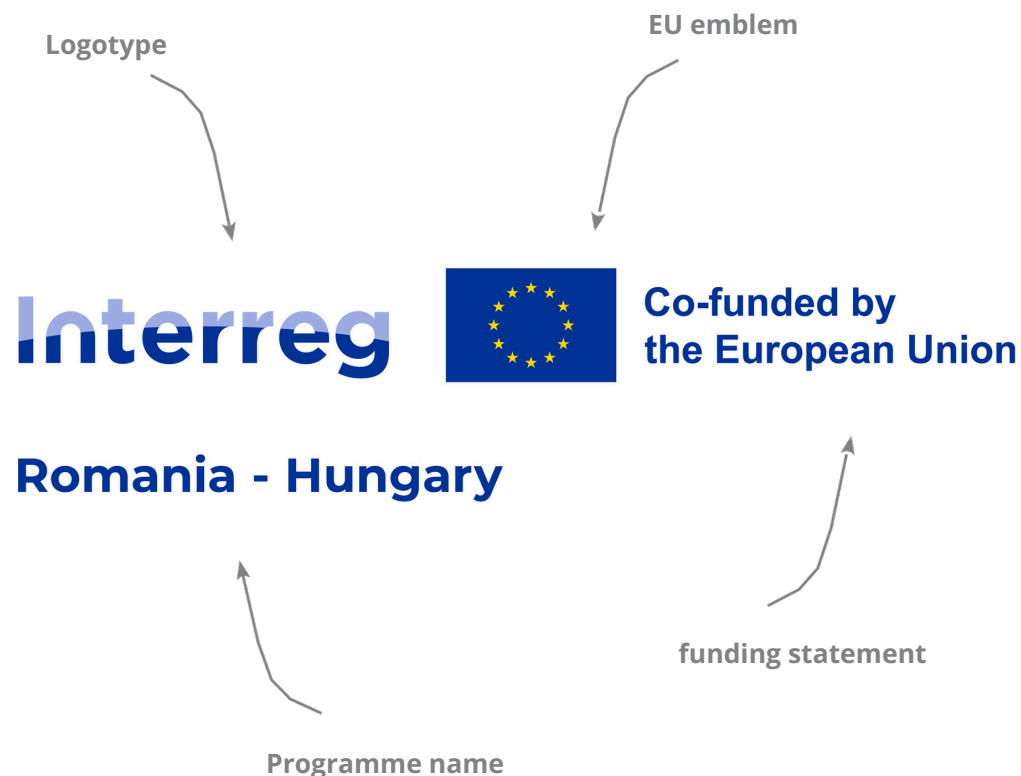 Logotype
EU emblem
Interreg
Co-funded by
the European Union
Romania - Hungary
funding statement
Programme name